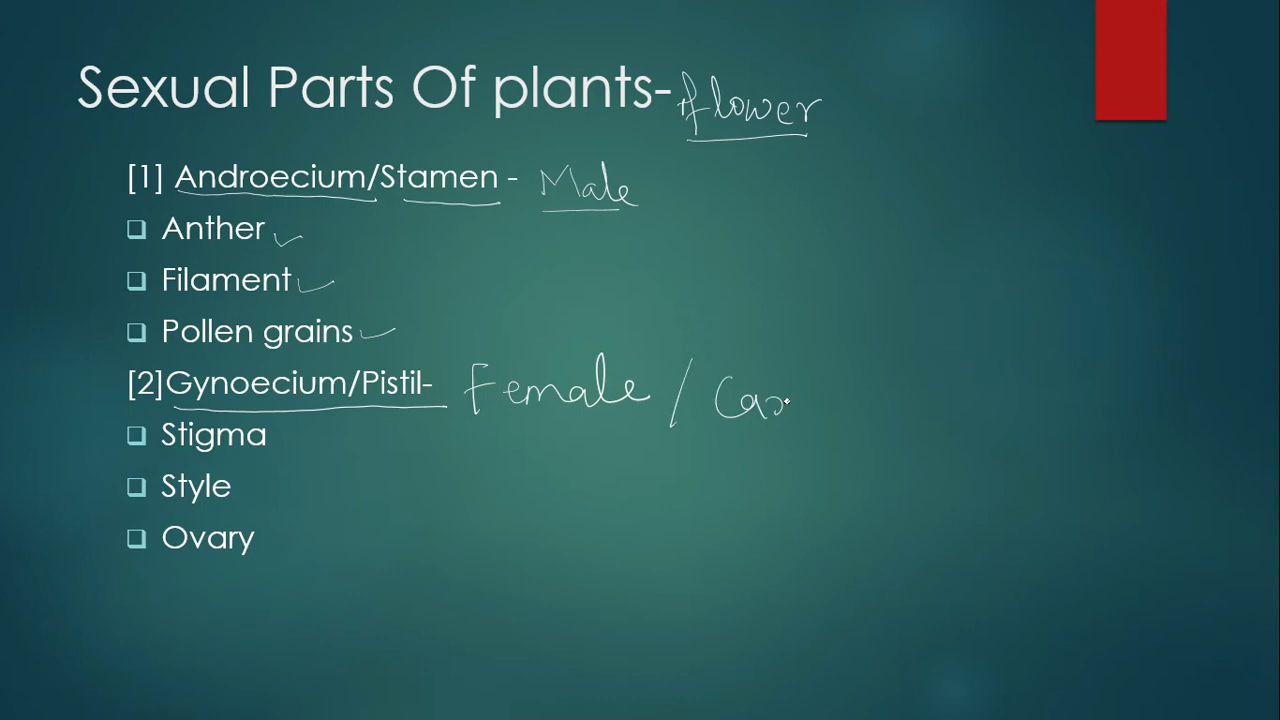 Sexual Parts Of plants- flower
[1] Androecium/Stamen - Male
Anther
Filament
Pollen grains
[2]Gynoecium/Pistil- Female /
Stigma
Style
Ovary